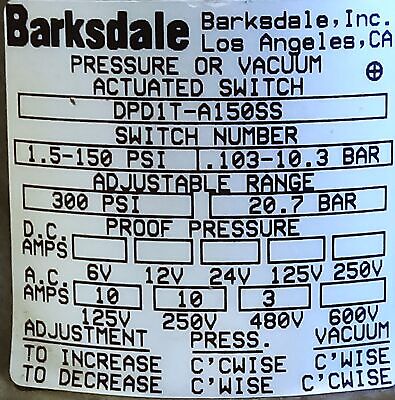 Barksdale Barksdale, Inc.
Los Angeles, CA
PRESSURE OR VACUUM
ACTUATED SWITCH
DPD1T-A150SS
SWITCH NUMBER
1.5-150 PSI .103-10.3 BAR
ADJUSTABLE RANGE
300 PSI 20.7 BAR
PROOF PRESSURE
D.C.
AMPS
6V 12V 24V 125V 250V
A.C.
AMPS 10 10 3
125V 250V 480V 600V
ADJUSTMENT PRESS. VACUUM
TO INCREASE C'CWISE C'WISE
TO DECREASE C'WISE C'CWISE